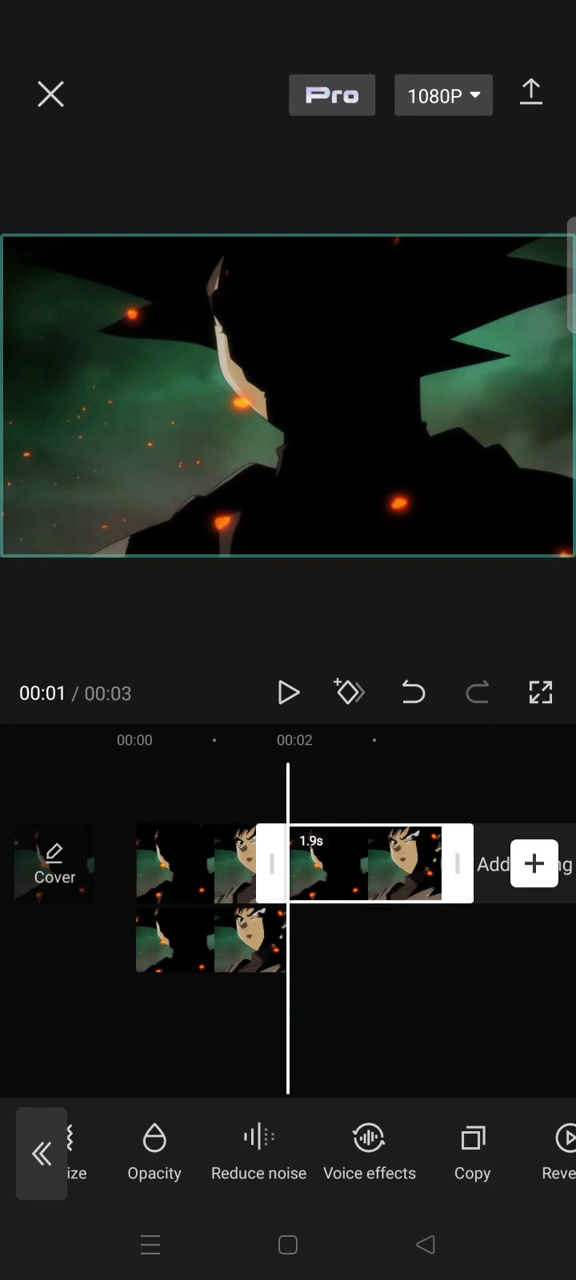 Pro
1080P
00:01 / 00:03
00:00
00:02
1.9s
Cover
Add
g
ize
Opacity
Reduce noise
Voice effects
Copy
Reve